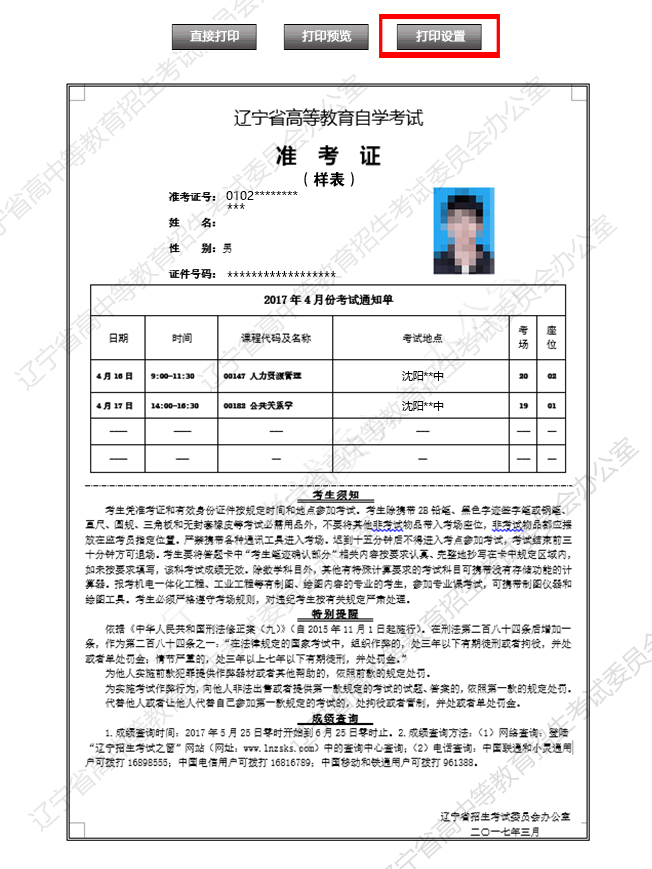 直接打印 打印预览 打印设置
辽宁省高等教育自学考试
准 考 证
（样表）
准考证号： 0102********
***
姓 名：
性 别：男
证件号码： ******************
2017 年 4 月份考试通知单
日期 时间 课程代码及名称 考试地点 考场 座位
4 月 16 日 9:00-11:30 00147 人力资源管理 沈阳**中 20 02
4 月 17 日 14:00-16:30 00182 公共关系学 沈阳**中 19 01
—— —— — —— —— —
—— — — — — —
考生须知
考生凭准考证和有效身份证件按规定时间和地点参加考试。考生除携带 2B 铅笔、黑色字迹签字笔或钢笔、
直尺、圆规、三角板和无封套橡皮等考试必需用品外，不要将其他非考试物品带入考场座位，非考试物品都应摆
放在监考员指定位置。严禁携带各种通讯工具进入考场。迟到十五分钟后不得进入考点参加考试，考试结束前三
十分钟方可退场。考生要将答题卡中“考生笔迹确认部分”相关内容按要求认真、完整地抄写在卡中规定区域内，
如未按要求填写，该科考试成绩无效。除数学科目外，其他有特殊计算要求的考试科目可携带没有存储功能的计
算器。报考机电一体化工程、工业工程等有制图、绘图内容的专业的考生，参加专业课考试，可携带制图仪器和
绘图工具。考生必须严格遵守考场规则，对违纪考生按有关规定严肃处理。
特别提醒
依据《中华人民共和国刑法修正案（九）》（自 2015 年 11 月 1 日起施行）。在刑法第二百八十四条后增加一
条，作为第二百八十四条之一：“在法律规定的国家考试中，组织作弊的，处三年以下有期徒刑或者拘役，并处
或者单处罚金；情节严重的，处三年以上七年以下有期徒刑，并处罚金。”
为他人实施前款犯罪提供作弊器材或者其他帮助的，依照前款的规定处罚。
为实施考试作弊行为，向他人非法出售或者提供第一款规定的考试的试题、答案的，依照第一款的规定处罚。
代替他人或者让他人代替自己参加第一款规定的考试的，处拘役或者管制，并处或者单处罚金。
成绩查询
1.成绩查询时间：2017 年 5 月 25 日零时开始到 6 月 25 日零时止。2.成绩查询方法：（1）网络查询：登陆
“辽宁招生考试之窗”网站（网址：www.lnzsks.com）中的查询中心查询；（2）电话查询：中国联通和小灵通用
户可拨打 16898555；中国电信用户可拨打 16816789；中国移动和铁通用户可拨打 961388。
辽宁省招生考试委员会办公室
二〇一七年三月
辽宁省高中等教育招生考试委员会办公室